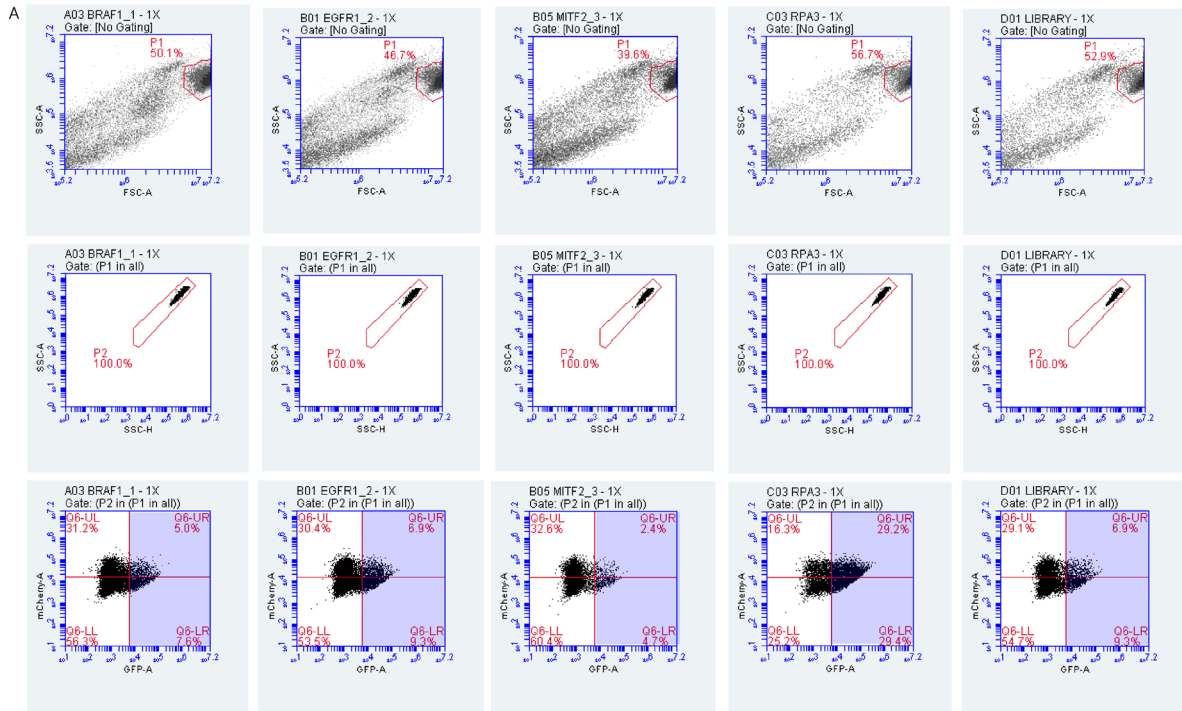 A
A03 BRAF1_1 - 1X
Gate: [No Gating]
P1
50.1%
SSC-A
FSC-A
B01 EGFR1_2 - 1X
Gate: [No Gating]
P1
46.7%
SSC-A
FSC-A
B05 MITF2_3 - 1X
Gate: [No Gating]
P1
39.6%
SSC-A
FSC-A
C03 RPA3 - 1X
Gate: [No Gating]
P1
56.7%
SSC-A
FSC-A
D01 LIBRARY - 1X
Gate: [No Gating]
P1
52.9%
SSC-A
FSC-A
A03 BRAF1_1 - 1X
Gate: (P1 in all)
P2
100.0%
SSC-A
SSC-H
B01 EGFR1_2 - 1X
Gate: (P1 in all)
P2
100.0%
SSC-A
SSC-H
B05 MITF2_3 - 1X
Gate: (P1 in all)
P2
100.0%
SSC-A
SSC-H
C03 RPA3 - 1X
Gate: (P1 in all)
P2
100.0%
SSC-A
SSC-H
D01 LIBRARY - 1X
Gate: (P1 in all)
P2
100.0%
SSC-A
SSC-H
A03 BRAF1_1 - 1X
Gate: (P2 in (P1 in all))
Q6-UL Q6-UR
31.2% 5.0%
mCherry-A
Q6-LL Q6-LR
56.3% 7.6%
GFP-A
B01 EGFR1_2 - 1X
Gate: (P2 in (P1 in all))
Q6-UL Q6-UR
30.4% 6.9%
mCherry-A
Q6-LL Q6-LR
53.5% 9.3%
GFP-A
B05 MITF2_3 - 1X
Gate: (P2 in (P1 in all))
Q6-UL Q6-UR
32.6% 2.4%
mCherry-A
Q6-LL Q6-LR
60.4% 4.7%
GFP-A
C03 RPA3 - 1X
Gate: (P2 in (P1 in all))
Q6-UL Q6-UR
16.3% 29.2%
mCherry-A
Q6-LL Q6-LR
25.2% 29.4%
GFP-A
D01 LIBRARY - 1X
Gate: (P2 in (P1 in all))
Q6-UL Q6-UR
29.1% 6.9%
mCherry-A
Q6-LL Q6-LR
54.7% 9.3%
GFP-A